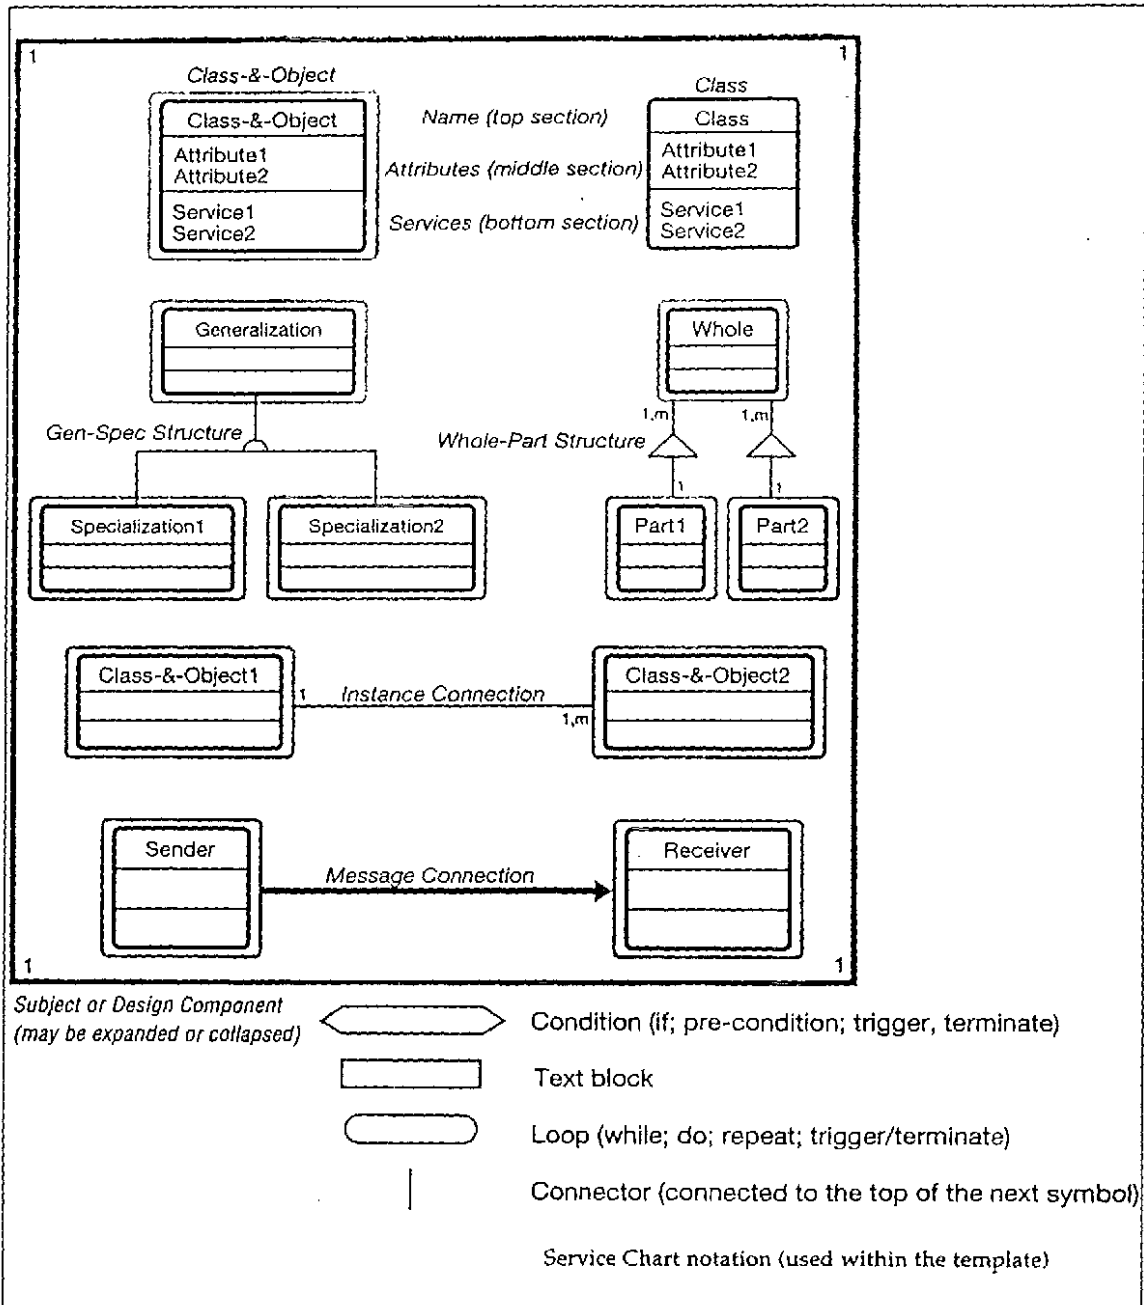 1 1
Class-&-Object
Class
Class-&-Object
Name (top section)
Class
Attribute1
Attribute2
Attributes (middle section)
Attribute1
Attribute2
Service1
Service2
Services (bottom section)
Service1
Service2
Generalization
Whole
1,m 1,m
Gen-Spec Structure
Whole-Part Structure
1 1
Specialization1
Specialization2
Part1
Part2
Class-&-Object1
Class-&-Object2
1
Instance Connection
1,m
Sender
Receiver
Message Connection
1 1
Subject or Design Component
(may be expanded or collapsed)
Condition (if; pre-condition; trigger, terminate)
Text block
Loop (while; do; repeat; trigger/terminate)
Connector (connected to the top of the next symbol)
Service Chart notation (used within the template)